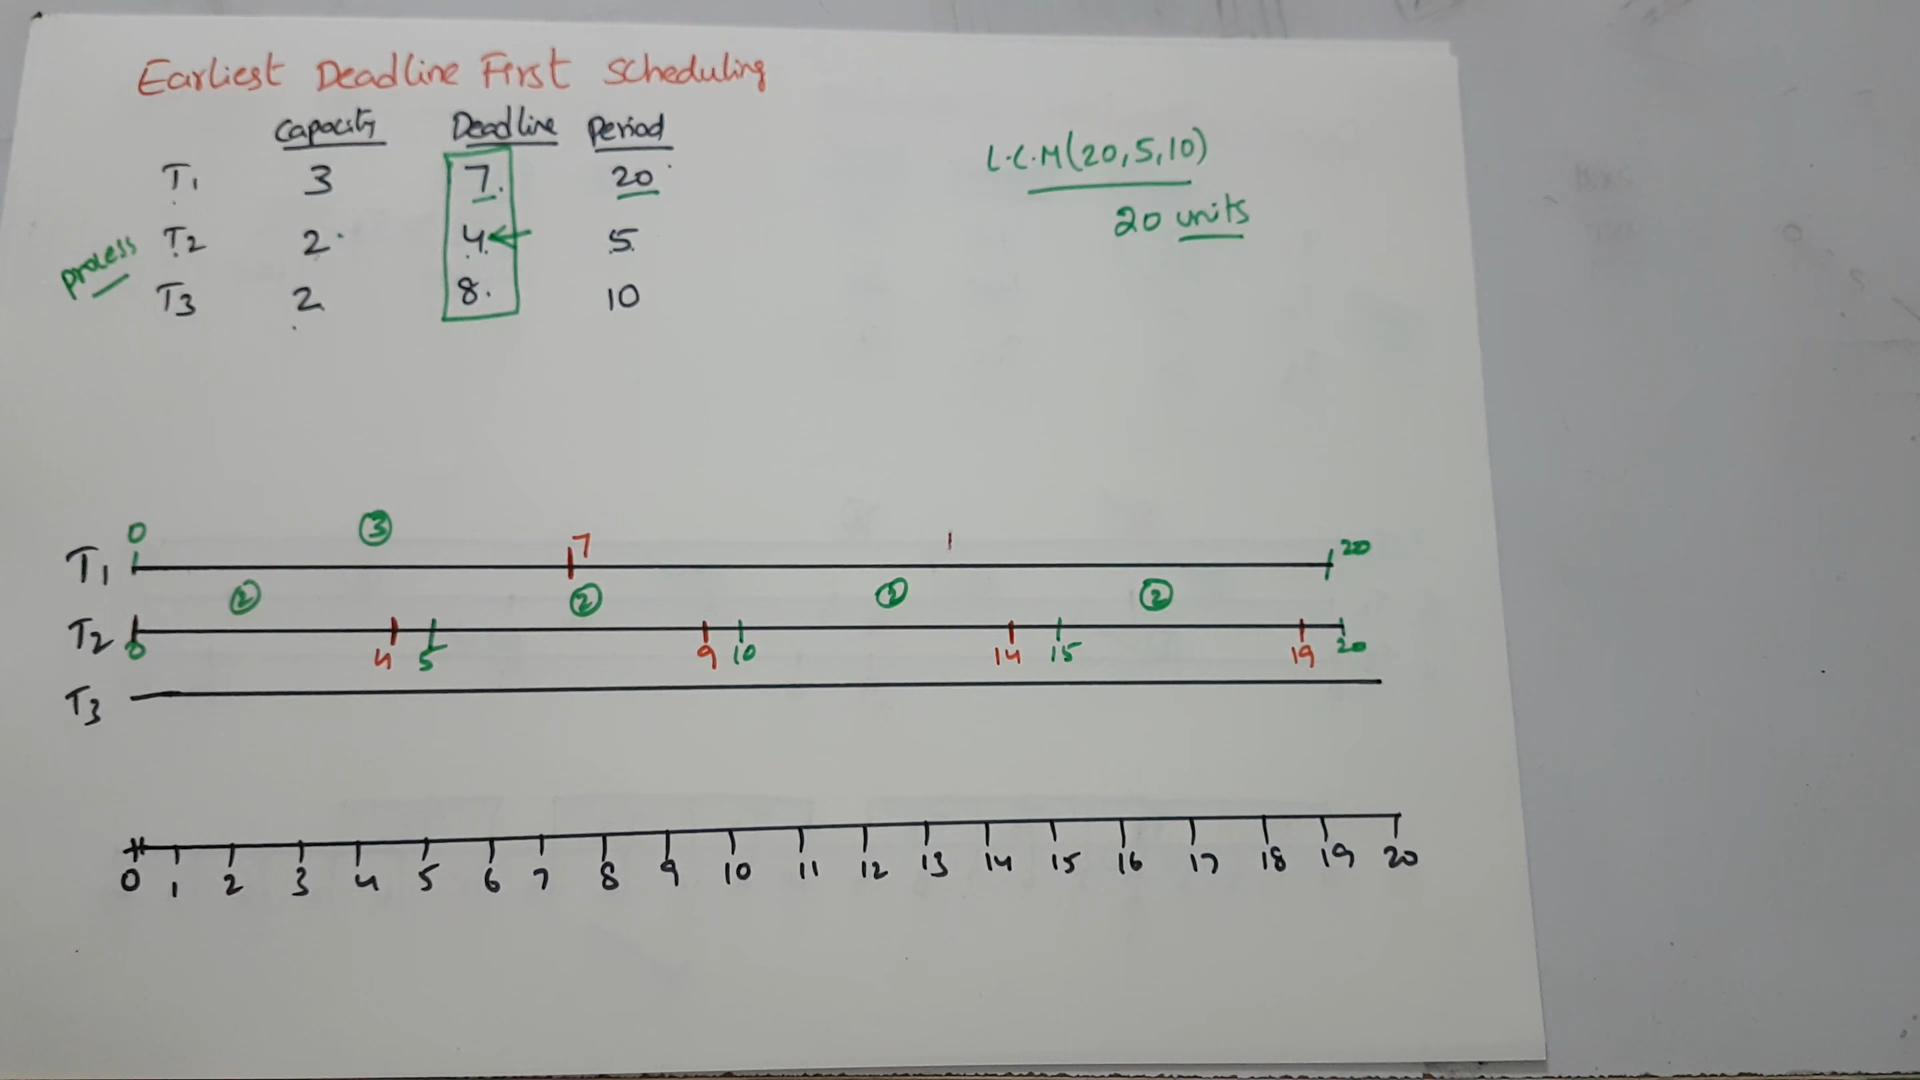 Earliest Deadline First Scheduling
Capacity Deadline Period
T1 3 7. 20
T2 2. 4. 5.
process
T3 2 8. 10
L.C.M(20,5,10)
20 units
0 3 7 20
T1
2 2 2 2
T2
0 4 5 9 10 14 15 19 20
T3
0 1 2 3 4 5 6 7 8 9 10 11 12 13 14 15 16 17 18 19 20